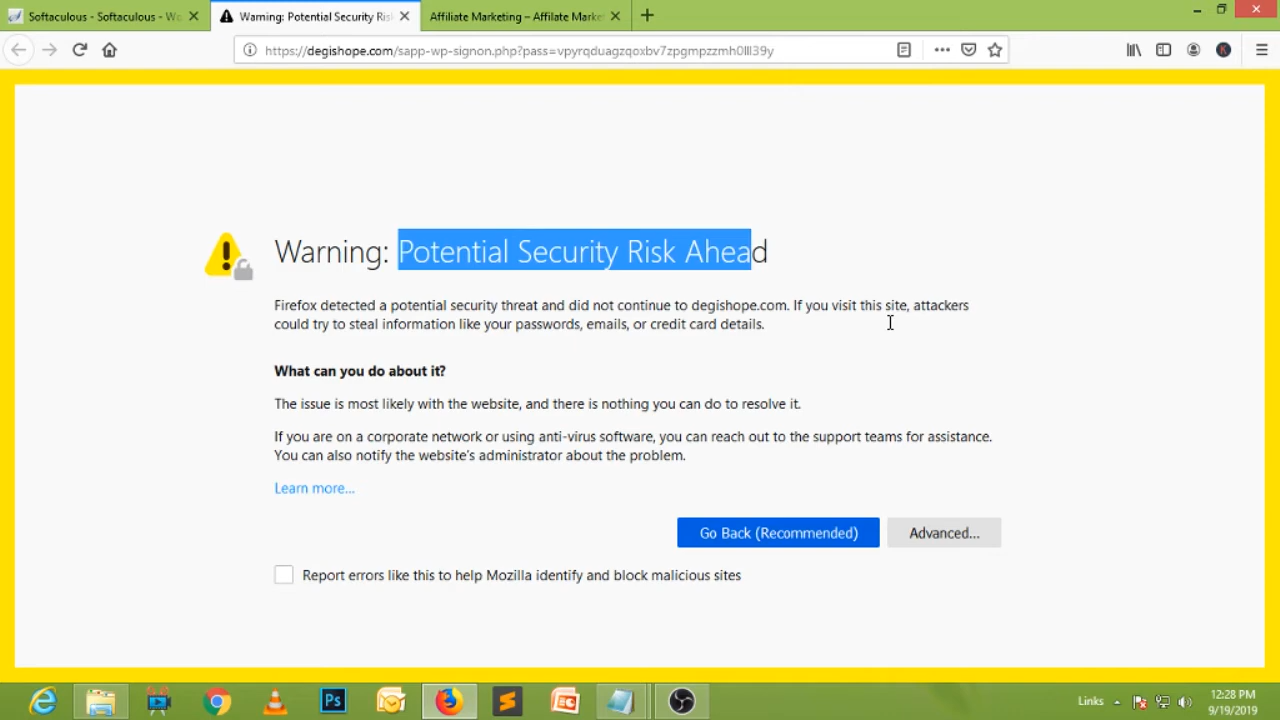 Softaculous - Softaculous - Wo
Warning: Potential Security Ris
Affiliate Marketing – Affilate Marke
https://degishope.com/sapp-wp-signon.php?pass=vpyrqduagzqoxbv7zpgmpzzmh0lll39y
Warning: Potential Security Risk Ahead
Firefox detected a potential security threat and did not continue to degishope.com. If you visit this site, attackers
could try to steal information like your passwords, emails, or credit card details.
What can you do about it?
The issue is most likely with the website, and there is nothing you can do to resolve it.
If you are on a corporate network or using anti-virus software, you can reach out to the support teams for assistance.
You can also notify the website's administrator about the problem.
Learn more...
Go Back (Recommended)
Advanced...
Report errors like this to help Mozilla identify and block malicious sites
Ps
Links
12:28 PM
9/19/2019